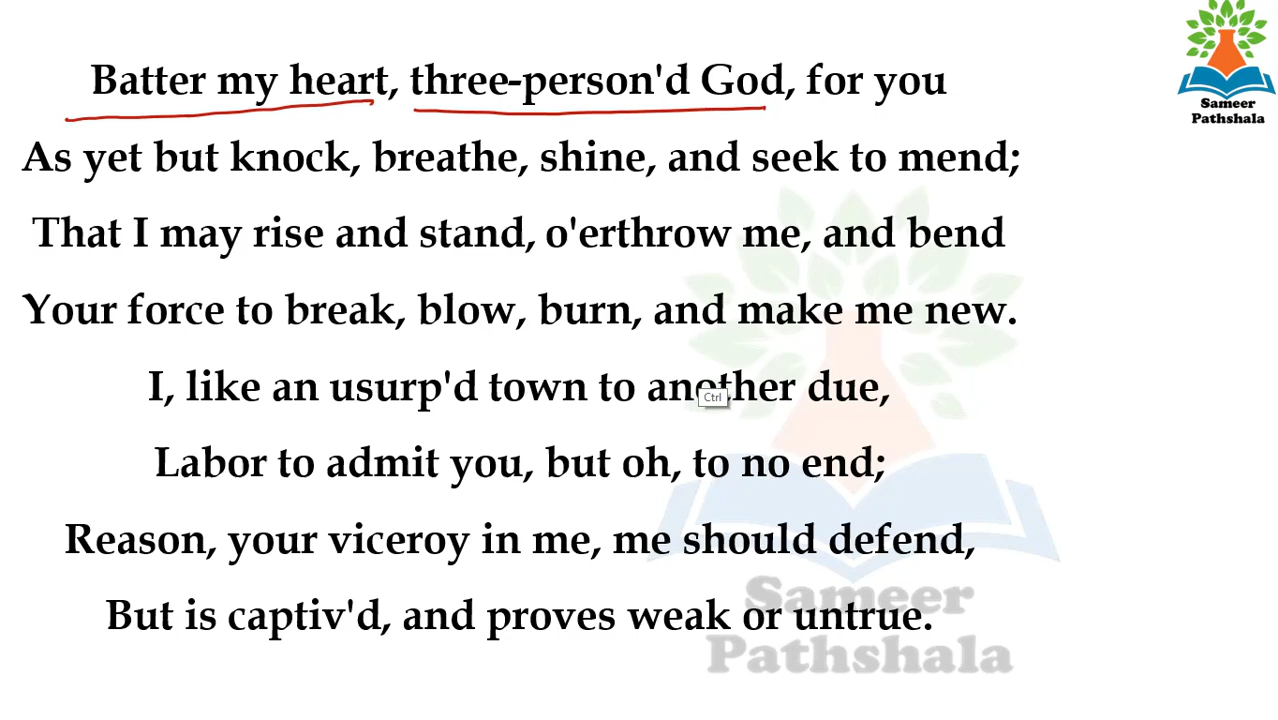 Batter my heart, three-person'd God, for you
As yet but knock, breathe, shine, and seek to mend;
That I may rise and stand, o'erthrow me, and bend
Your force to break, blow, burn, and make me new.
I, like an usurp'd town to another due,
Labor to admit you, but oh, to no end;
Reason, your viceroy in me, me should defend,
But is captiv'd, and proves weak or untrue.
Sameer
Pathshala
Ctrl
Sameer
Pathshala